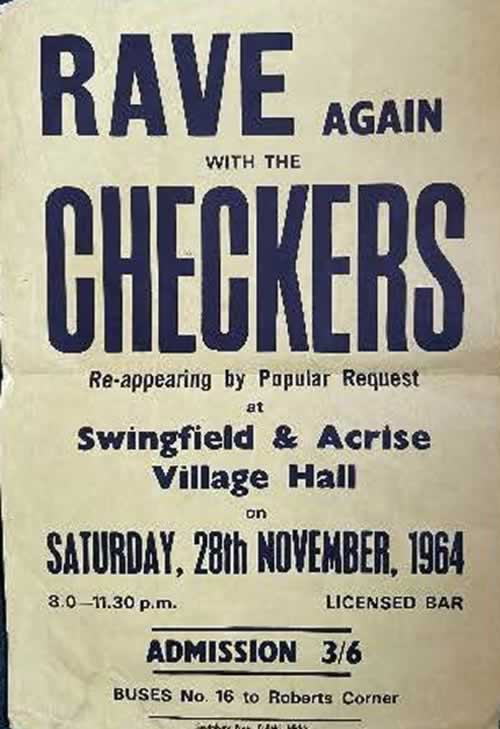 RAVE AGAIN
WITH THE
CHECKERS
Re-appearing by Popular Request
at
Swingfield & Acrise
Village Hall
on
SATURDAY, 28th NOVEMBER, 1964
8.0—11.30 p.m. LICENSED BAR
ADMISSION 3/6
BUSES No. 16 to Roberts Corner